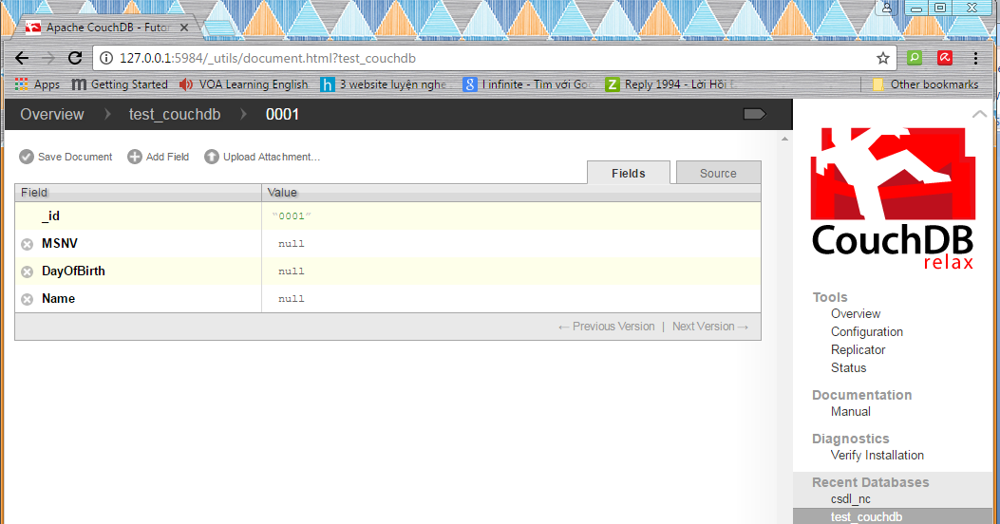 Apache CouchDB - Futo
127.0.0.1:5984/_utils/document.html?test_couchdb
Apps Getting Started VOA Learning English 3 website luyện nghe I infinite - Tìm với Goo Reply 1994 - Lời Hồi Other bookmarks
Overview test_couchdb 0001
Save Document Add Field Upload Attachment...
Fields Source
Field Value
_id "0001"
MSNV null
DayOfBirth null
Name null
← Previous Version | Next Version →
CouchDB
relax
Tools
Overview
Configuration
Replicator
Status
Documentation
Manual
Diagnostics
Verify Installation
Recent Databases
csdl_nc
test_couchdb